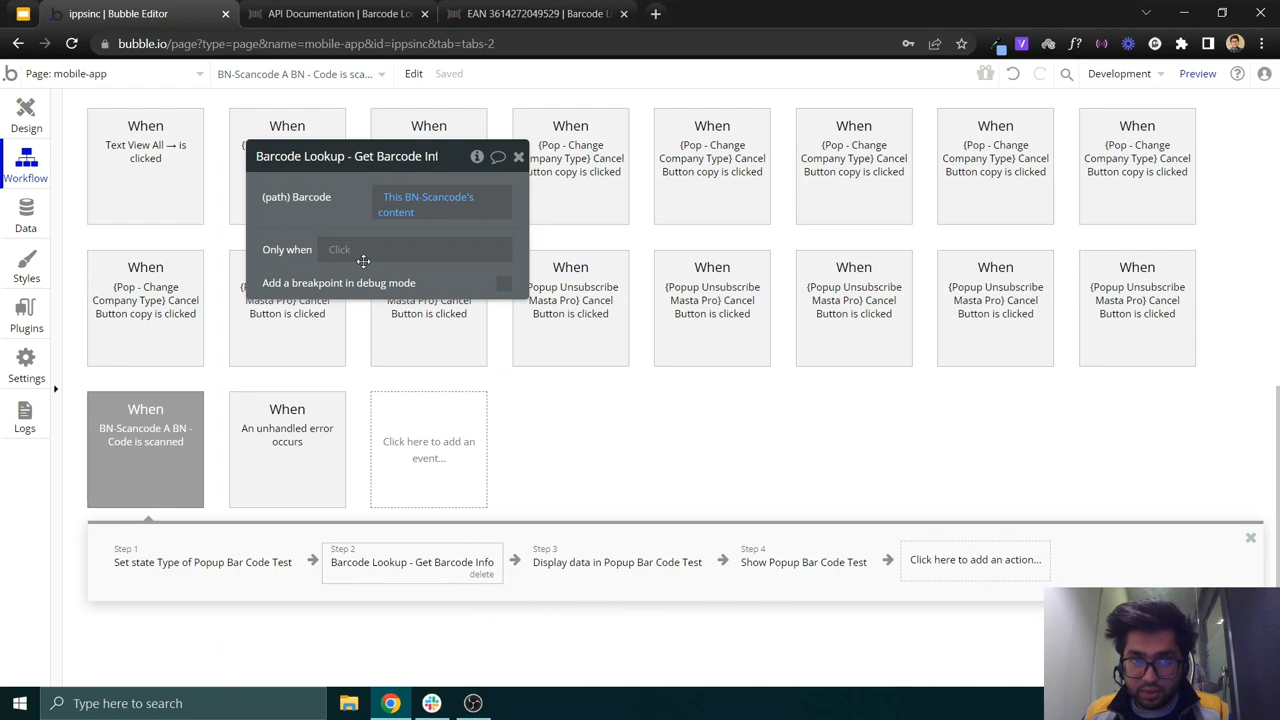 ippsinc | Bubble Editor
API Documentation | Barcode Lo
EAN 3614272049529 | Barcode L
bubble.io/page?type=page&name=mobile-app&id=ippsinc&tab=tabs-2
Page: mobile-app
BN-Scancode A BN - Code is sca...
Edit
Saved
Development
Preview
Design
Workflow
Data
Styles
Plugins
Settings
Logs
When
Text View All → is
clicked
When
When
When
Company Type} Cancel
Button copy is clicked
When
{Pop - Change
Company Type} Cancel
Button copy is clicked
When
{Pop - Change
Company Type} Cancel
Button copy is clicked
When
{Pop - Change
Company Type} Cancel
Button copy is clicked
When
{Pop - Change
Company Type} Cancel
Button copy is clicked
Barcode Lookup - Get Barcode Inf
(path) Barcode
This BN-Scancode's
content
Only when
Click
Add a breakpoint in debug mode
When
{Pop - Change
Company Type} Cancel
Button copy is clicked
Masta Pro} Cancel
Button is clicked
Masta Pro} Cancel
Button is clicked
When
{Popup Unsubscribe
Masta Pro} Cancel
Button is clicked
When
{Popup Unsubscribe
Masta Pro} Cancel
Button is clicked
When
{Popup Unsubscribe
Masta Pro} Cancel
Button is clicked
When
{Popup Unsubscribe
Masta Pro} Cancel
Button is clicked
When
{Popup Unsubscribe
Masta Pro} Cancel
Button is clicked
When
BN-Scancode A BN -
Code is scanned
When
An unhandled error
occurs
Click here to add an
event...
Step 1
Set state Type of Popup Bar Code Test
Step 2
Barcode Lookup - Get Barcode Info
delete
Step 3
Display data in Popup Bar Code Test
Step 4
Show Popup Bar Code Test
Click here to add an action...
Type here to search